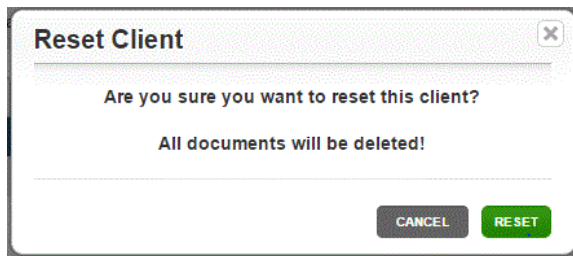 Reset Client
Are you sure you want to reset this client?
All documents will be deleted!
CANCEL RESET